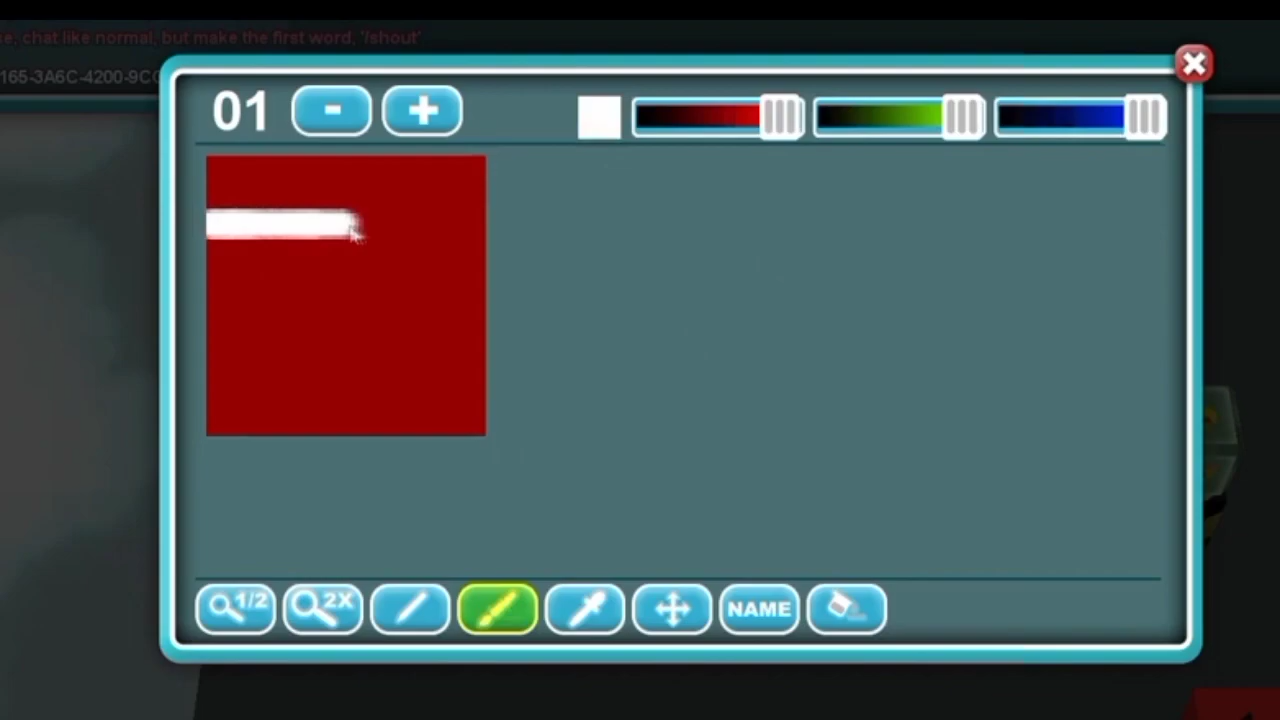 e, chat like normal, but make the first word, '/shout'
165-3A6C-4200-9C
01 - +
1/2 2X NAME